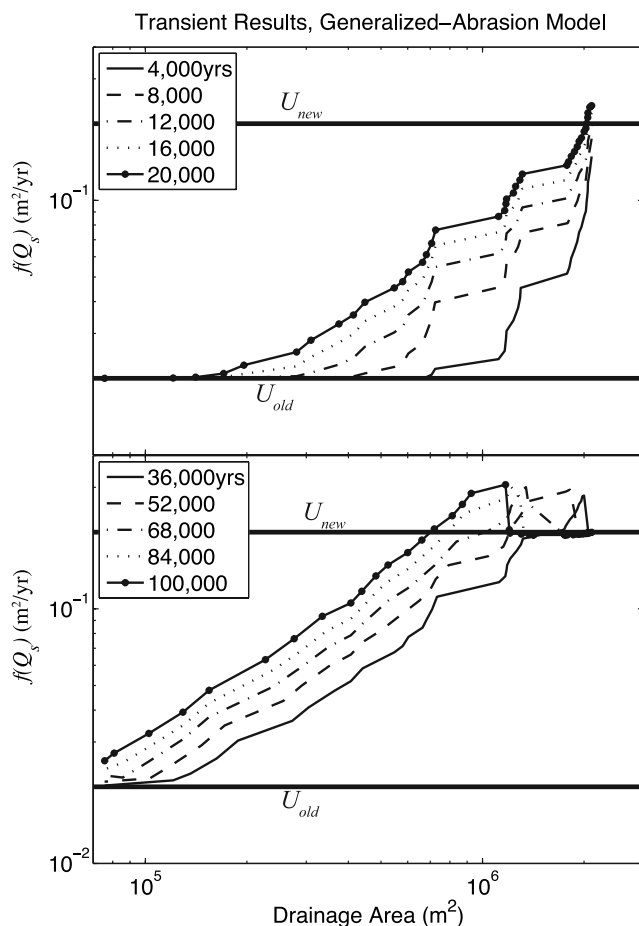 Transient Results, Generalized−Abrasion Model
4,000yrs
8,000
12,000
16,000
20,000
U_new
10^−1
f(Q_s) (m^2/yr)
U_old
36,000yrs
52,000
68,000
84,000
100,000
U_new
10^−1
f(Q_s) (m^2/yr)
U_old
10^−2
10^5
10^6
Drainage Area (m^2)